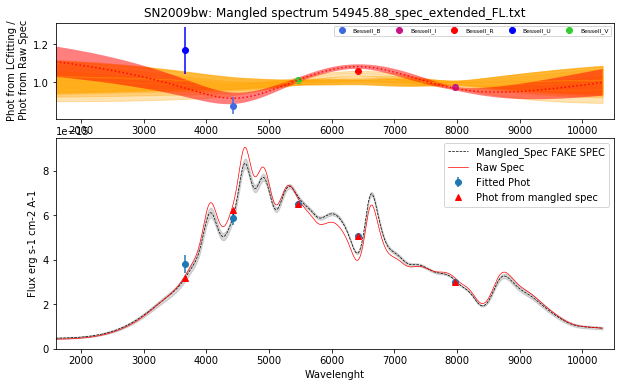 SN2009bw: Mangled spectrum 54945.88_spec_extended_FL.txt
Phot from LCfitting /
Phot from Raw Spec
1.2
1.0
Bessell_B
Bessell_I
Bessell_R
Bessell_U
Bessell_V
2000 3000 4000 5000 6000 7000 8000 9000 10000
Flux erg s-1 cm-2 A-1
8
6
4
2
0
Mangled_Spec FAKE SPEC
Raw Spec
Fitted Phot
Phot from mangled spec
2000 3000 4000 5000 6000 7000 8000 9000 10000
Wavelenght